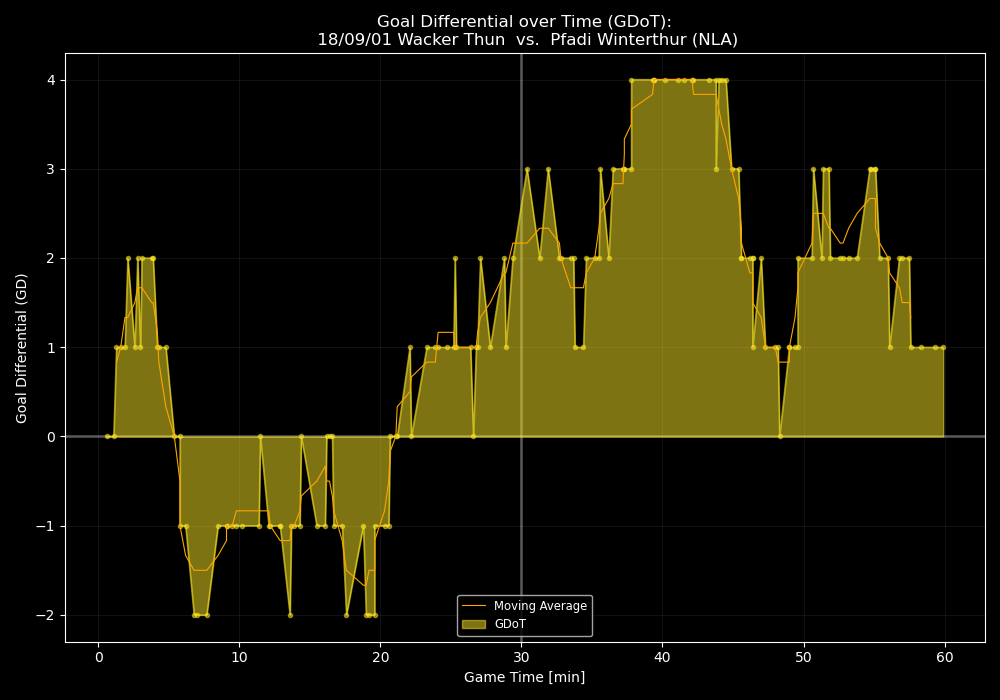 Goal Differential over Time (GDoT):
18/09/01 Wacker Thun  vs.  Pfadi Winterthur (NLA)
Goal Differential (GD)
4
3
2
1
0
−1
−2
Moving Average
GDoT
0
10
20
30
40
50
60
Game Time [min]